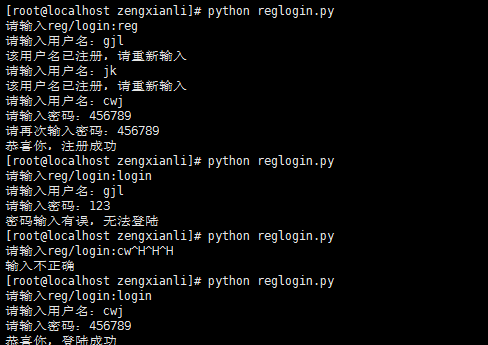 [root@localhost zengxianli]# python reglogin.py
请输入reg/login:reg
请输入用户名：gjl
该用户名已注册，请重新输入
请输入用户名：jk
该用户名已注册，请重新输入
请输入用户名：cwj
请输入密码：456789
请再次输入密码：456789
恭喜你，注册成功
[root@localhost zengxianli]# python reglogin.py
请输入reg/login:login
请输入用户名：gjl
请输入密码：123
密码输入有误，无法登陆
[root@localhost zengxianli]# python reglogin.py
请输入reg/login:cw^H^H^H
输入不正确
[root@localhost zengxianli]# python reglogin.py
请输入reg/login:login
请输入用户名：cwj
请输入密码：456789
恭喜你，登陆成功